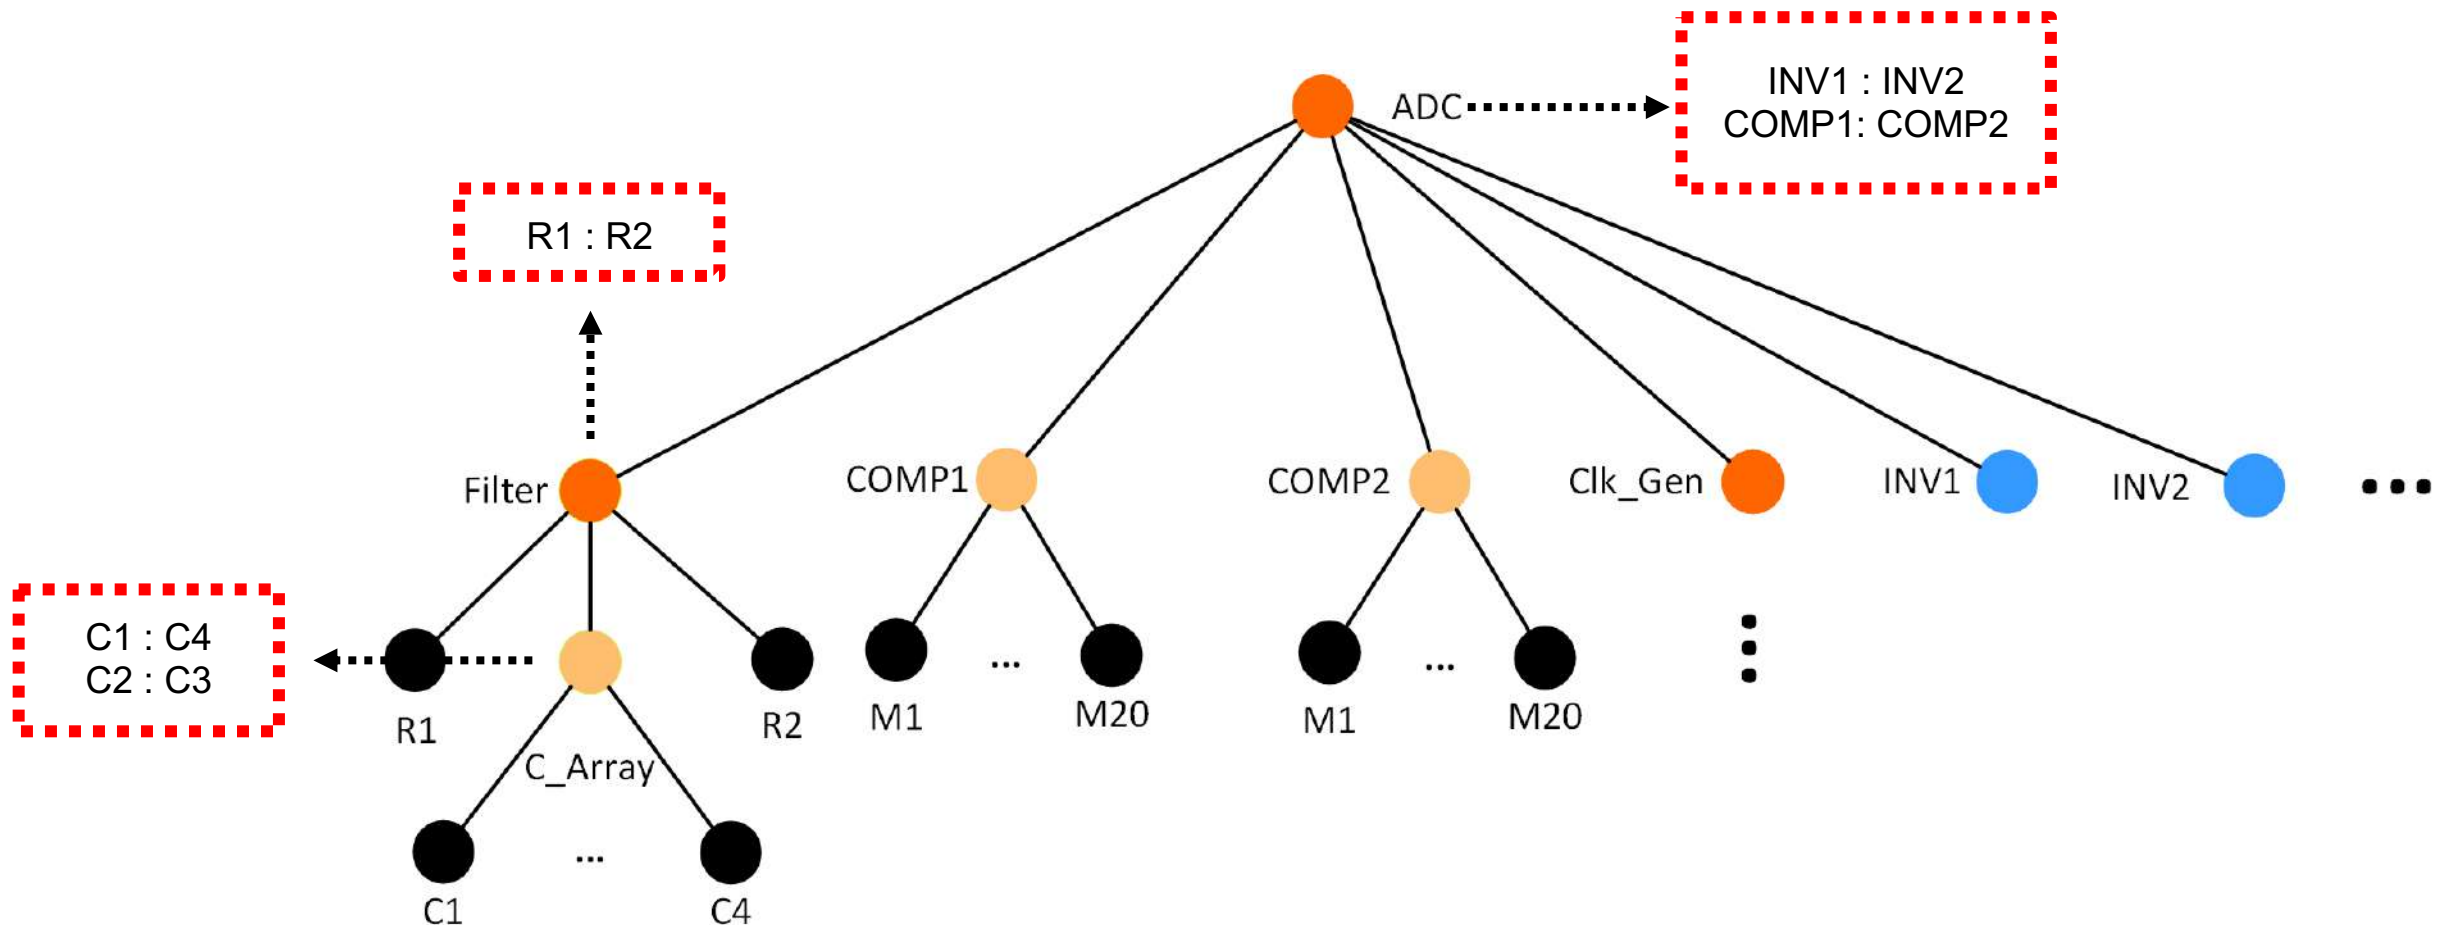 INV1 : INV2
COMP1: COMP2
ADC
R1 : R2
Filter
COMP1
COMP2
Clk_Gen
INV1
INV2
...
C1 : C4
C2 : C3
R1
R2
M1
...
M20
M1
...
M20
C_Array
C1
...
C4